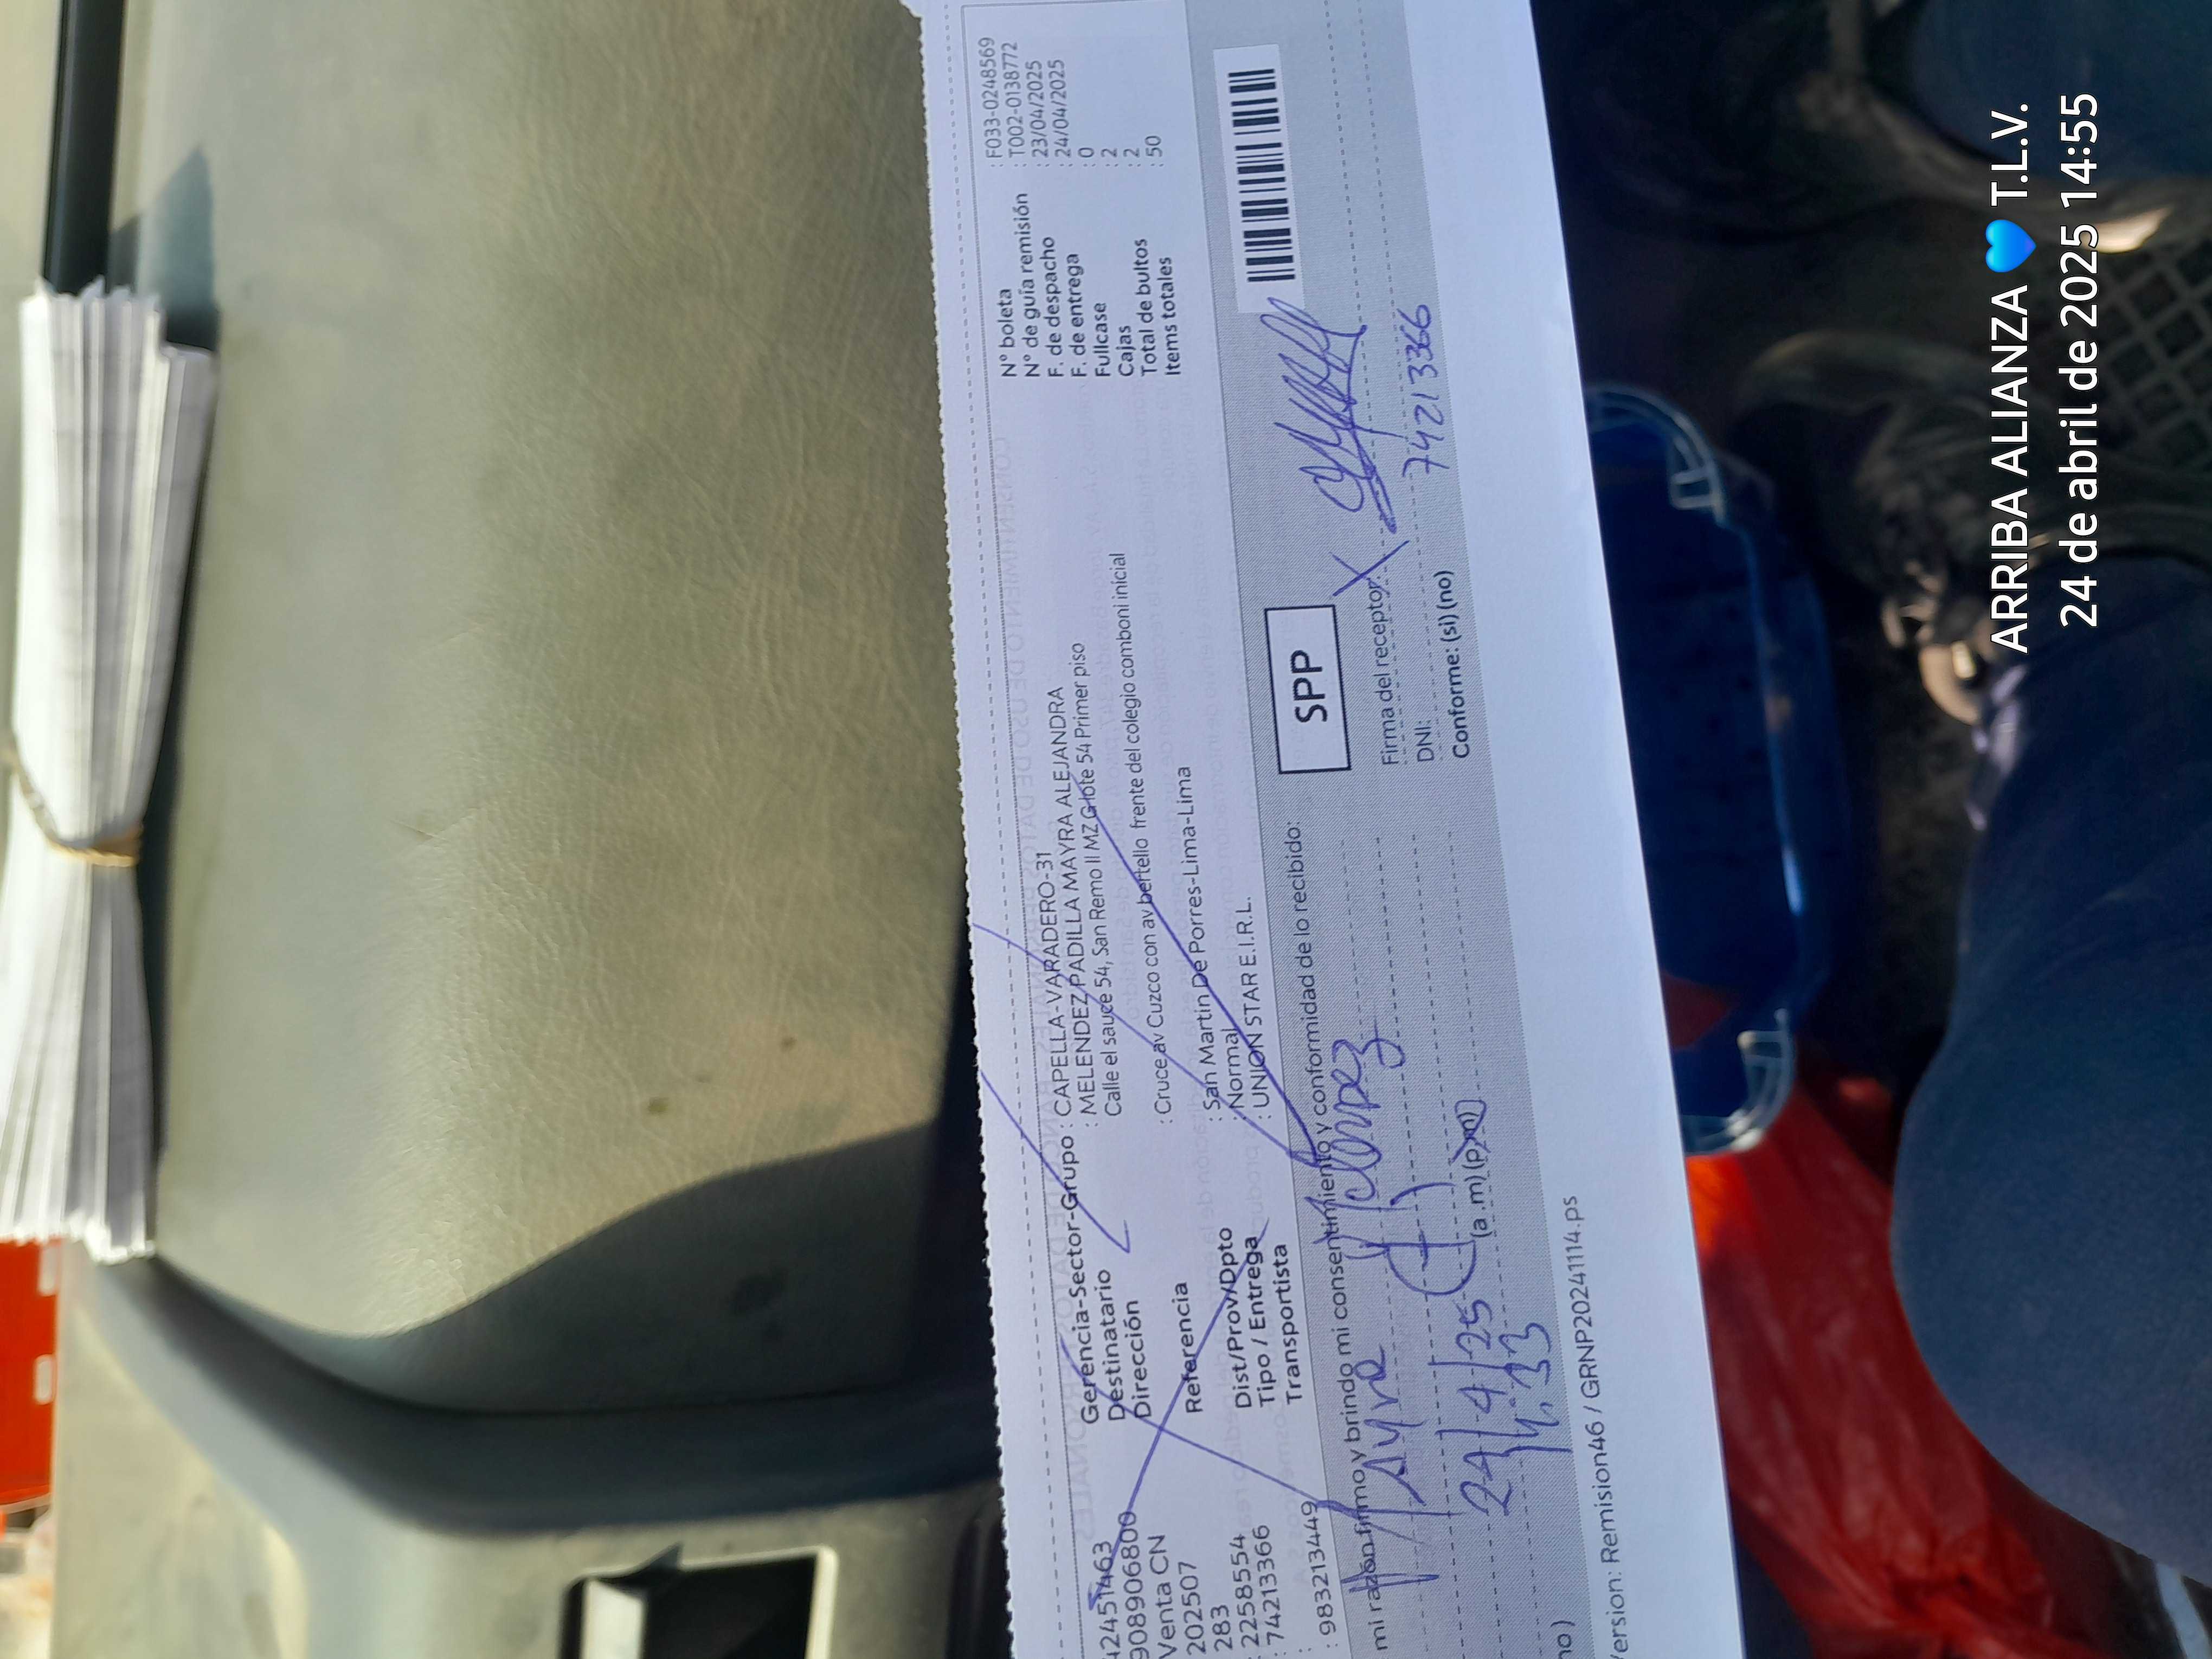 42451463
908906800
Venta CN
202507
283
2258554
: 74213366
:
: 983213449
Gerencia-Sector-Grupo : CAPELLA-VARADERO-31
Destinatario : MELENDEZ PADILLA MAYRA ALEJANDRA
Dirección Calle el sauce 54, San Remo II MZ G lote 54 Primer piso
Referencia : Cruce av Cuzco con av bertello frente del colegio comboni inicial
Dist/Prov/Dpto : San Martin De Porres-Lima-Lima
Tipo / Entrega : Normal
Transportista : UNION STAR E.I.R.L.
N° boleta : F033-0248569
N° de guía remisión : T002-0138772
F. de despacho : 23/04/2025
F. de entrega : 24/04/2025
Fullcase : 0
Cajas : 2
Total de bultos : 2
Items totales : 50
mi razón firmo y brindo mi consentimiento y conformidad de lo recibido:
Mayra Melendez
(T)
24/4/25
14:33 (a.m) (p.m)
SPP
Firma del receptor: X
DNI: 74213366
Conforme: (si) (no)
no)
Version: Remision46 / GRNP20241114.ps
ARRIBA ALIANZA 💙 T.L.V.
24 de abril de 2025 14:55